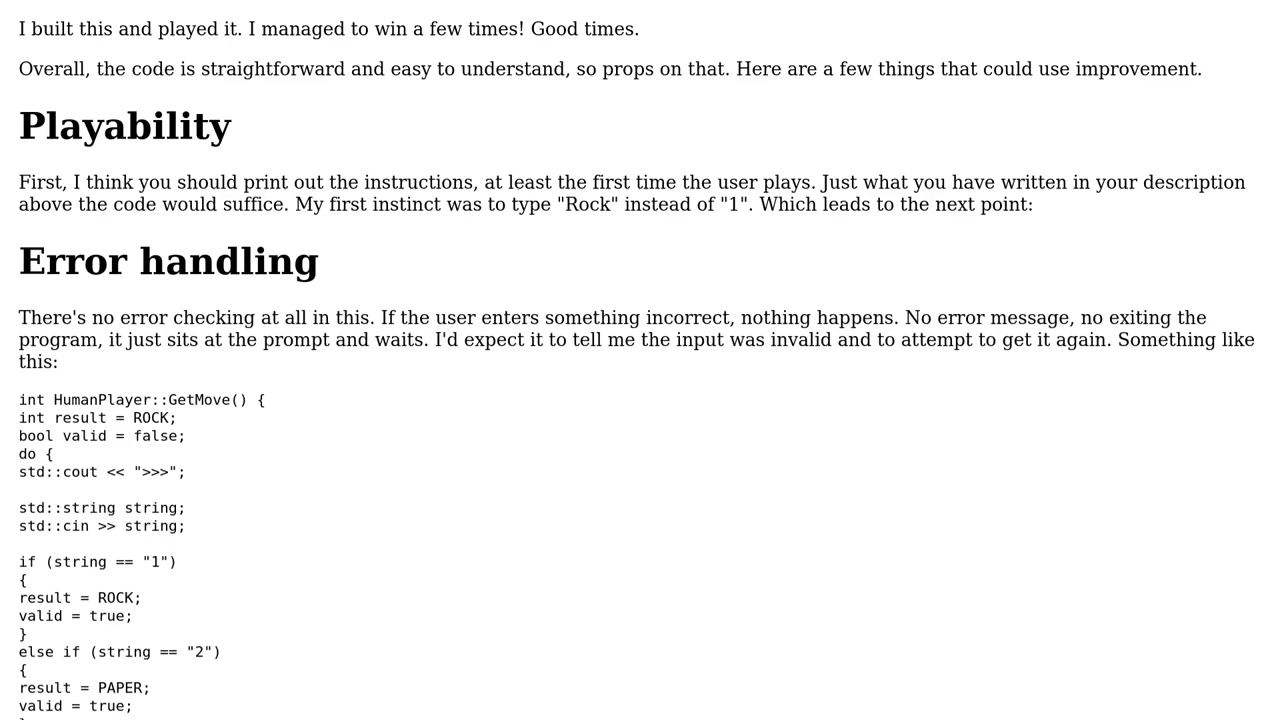 I built this and played it. I managed to win a few times! Good times.
Overall, the code is straightforward and easy to understand, so props on that. Here are a few things that could use improvement.
Playability
First, I think you should print out the instructions, at least the first time the user plays. Just what you have written in your description
above the code would suffice. My first instinct was to type "Rock" instead of "1". Which leads to the next point:
Error handling
There's no error checking at all in this. If the user enters something incorrect, nothing happens. No error message, no exiting the
program, it just sits at the prompt and waits. I'd expect it to tell me the input was invalid and to attempt to get it again. Something like
this:
int HumanPlayer::GetMove() {
int result = ROCK;
bool valid = false;
do {
std::cout << ">>>";
std::string string;
std::cin >> string;
if (string == "1")
{
result = ROCK;
valid = true;
}
else if (string == "2")
{
result = PAPER;
valid = true;